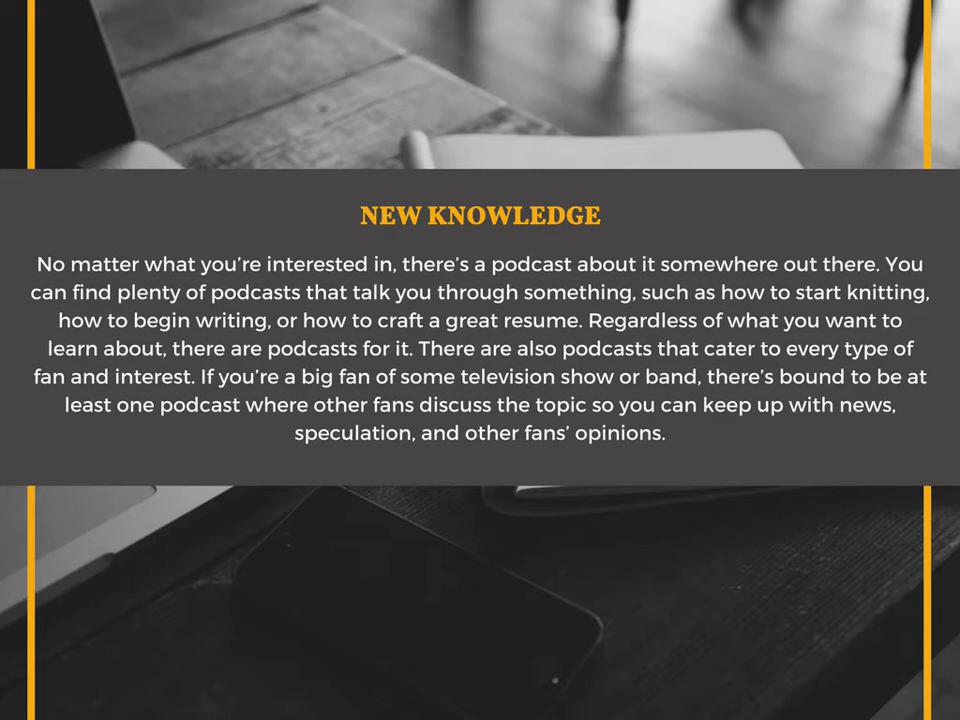 NEW KNOWLEDGE
No matter what you’re interested in, there’s a podcast about it somewhere out there. You
can find plenty of podcasts that talk you through something, such as how to start knitting,
how to begin writing, or how to craft a great resume. Regardless of what you want to
learn about, there are podcasts for it. There are also podcasts that cater to every type of
fan and interest. If you’re a big fan of some television show or band, there’s bound to be at
least one podcast where other fans discuss the topic so you can keep up with news,
speculation, and other fans’ opinions.